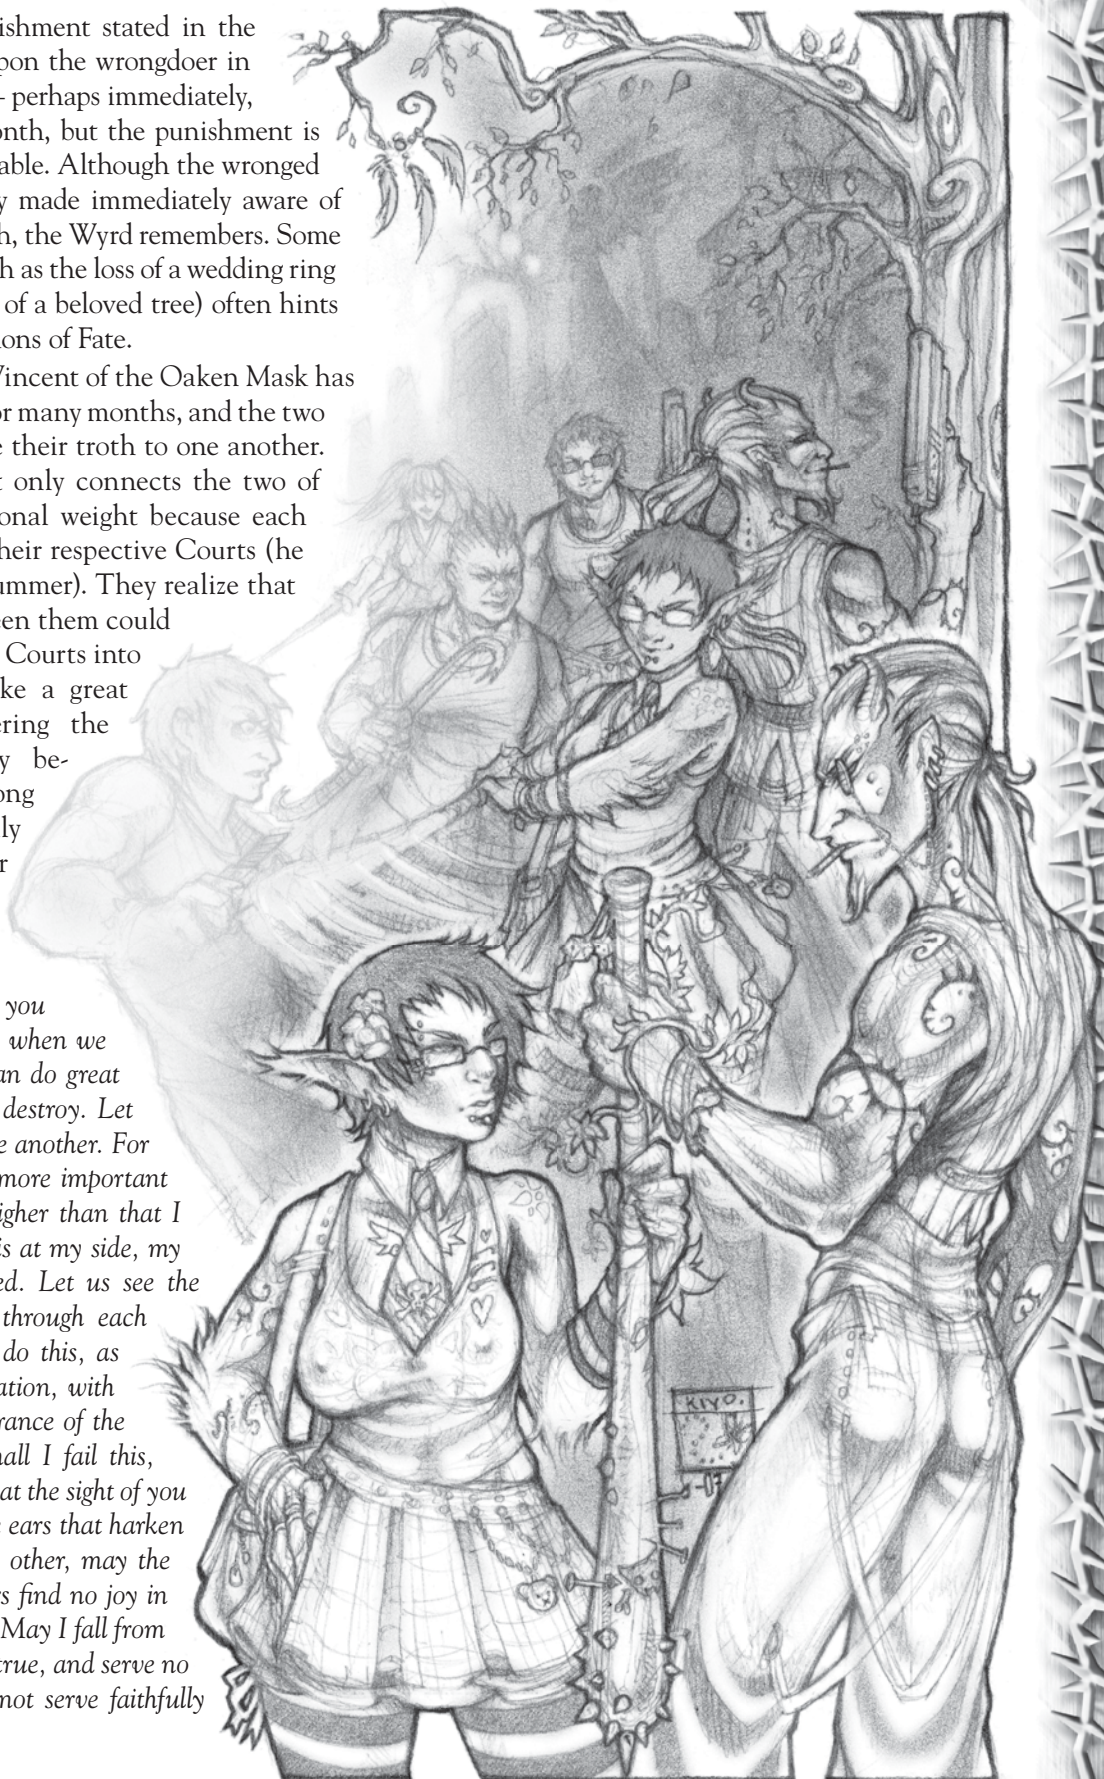 ishment stated in the
pon the wrongdoer in
– perhaps immediately,
onth, but the punishment is
able. Although the wronged
y made immediately aware of
h, the Wyrd remembers. Some
h as the loss of a wedding ring
of a beloved tree) often hints
ions of Fate.
Vincent of the Oaken Mask has
or many months, and the two
e their troth to one another.
t only connects the two of
onal weight because each
heir respective Courts (he
ummer). They realize that
een them could
Courts into
ke a great
ering the
y be-
ong
ly
r
you
when we
an do great
destroy. Let
e another. For
more important
igher than that I
is at my side, my
ed. Let us see the
through each
do this, as
ation, with
rance of the
hall I fail this,
at the sight of you
ears that harken
other, may the
s find no joy in
May I fall from
true, and serve no
not serve faithfully
KIYO.
-07